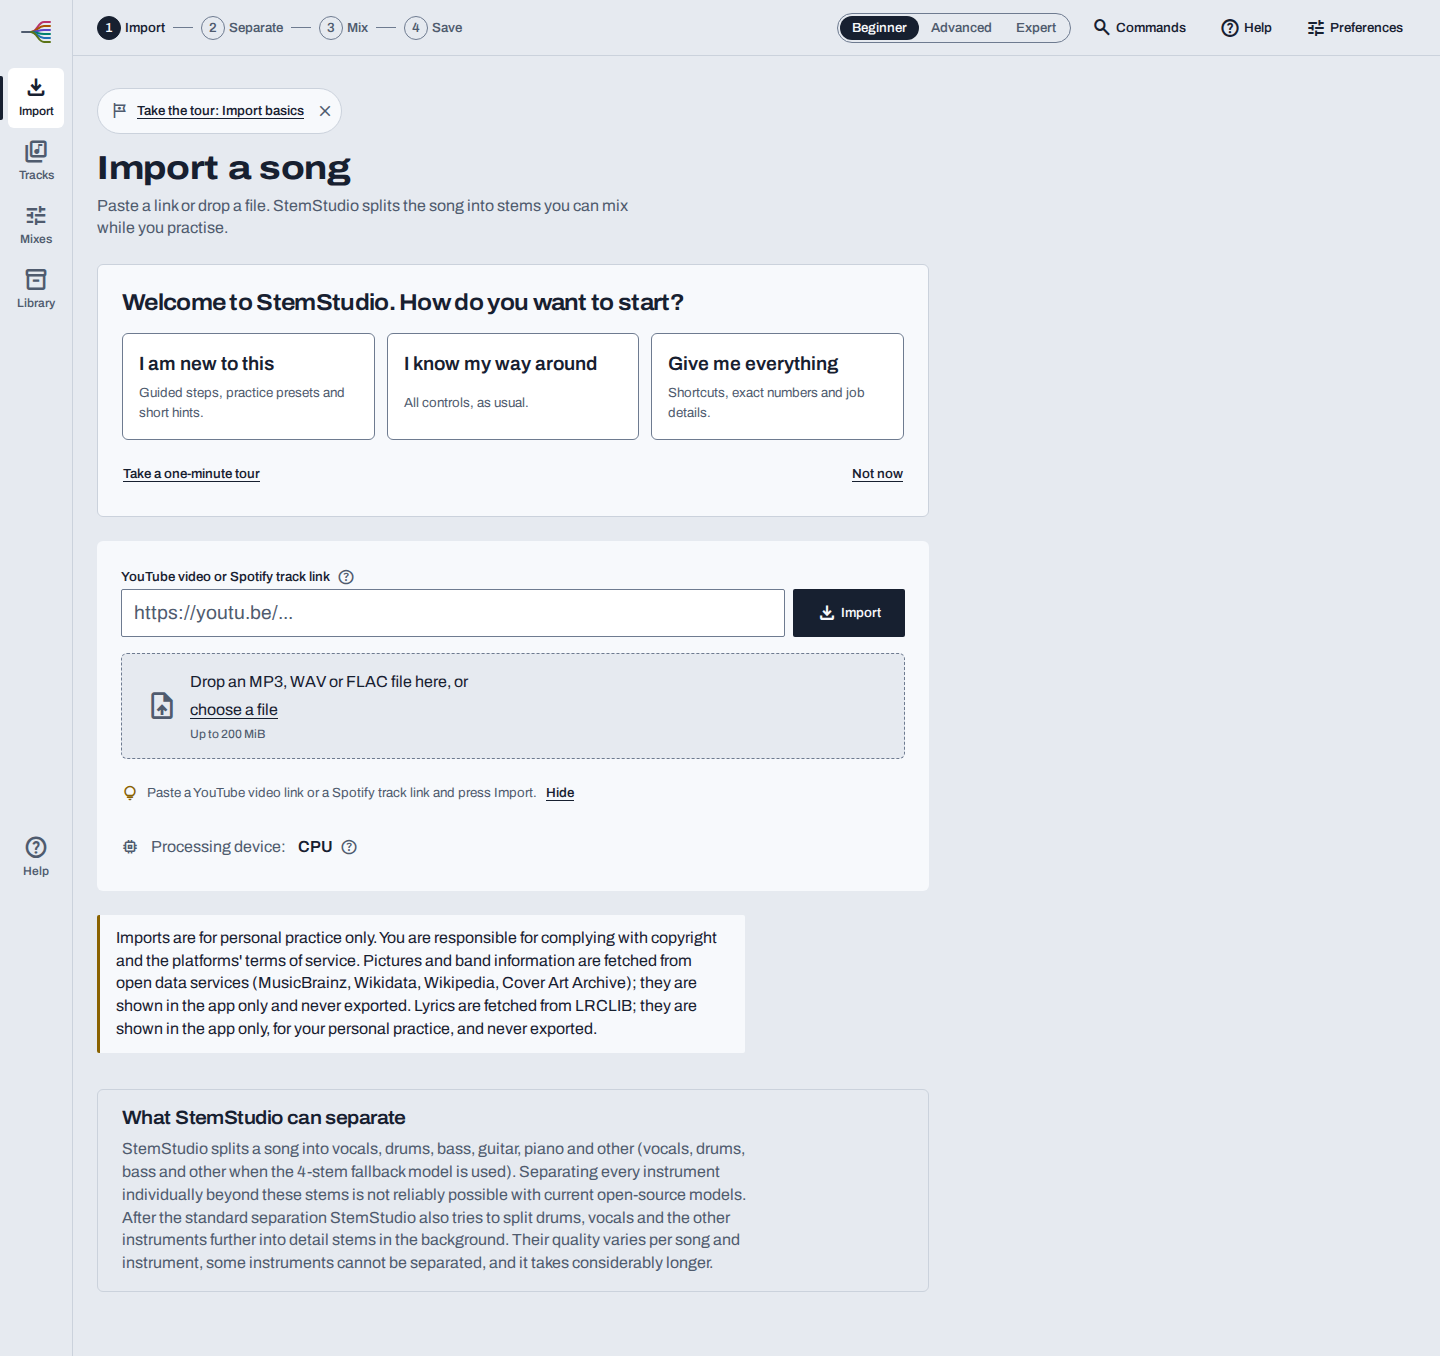 1 Import
2 Separate
3 Mix
4 Save
Beginner
Advanced
Expert
Commands
Help
Preferences
Import
Tracks
Mixes
Library
Help
Take the tour: Import basics
Import a song
Paste a link or drop a file. StemStudio splits the song into stems you can mix
while you practise.
Welcome to StemStudio. How do you want to start?
I am new to this
Guided steps, practice presets and
short hints.
I know my way around
All controls, as usual.
Give me everything
Shortcuts, exact numbers and job
details.
Take a one-minute tour
Not now
YouTube video or Spotify track link
https://youtu.be/...
Import
Drop an MP3, WAV or FLAC file here, or
choose a file
Up to 200 MiB
Paste a YouTube video link or a Spotify track link and press Import. Hide
Processing device: CPU
Imports are for personal practice only. You are responsible for complying with copyright
and the platforms' terms of service. Pictures and band information are fetched from
open data services (MusicBrainz, Wikidata, Wikipedia, Cover Art Archive); they are
shown in the app only and never exported. Lyrics are fetched from LRCLIB; they are
shown in the app only, for your personal practice, and never exported.
What StemStudio can separate
StemStudio splits a song into vocals, drums, bass, guitar, piano and other (vocals, drums,
bass and other when the 4-stem fallback model is used). Separating every instrument
individually beyond these stems is not reliably possible with current open-source models.
After the standard separation StemStudio also tries to split drums, vocals and the other
instruments further into detail stems in the background. Their quality varies per song and
instrument, some instruments cannot be separated, and it takes considerably longer.